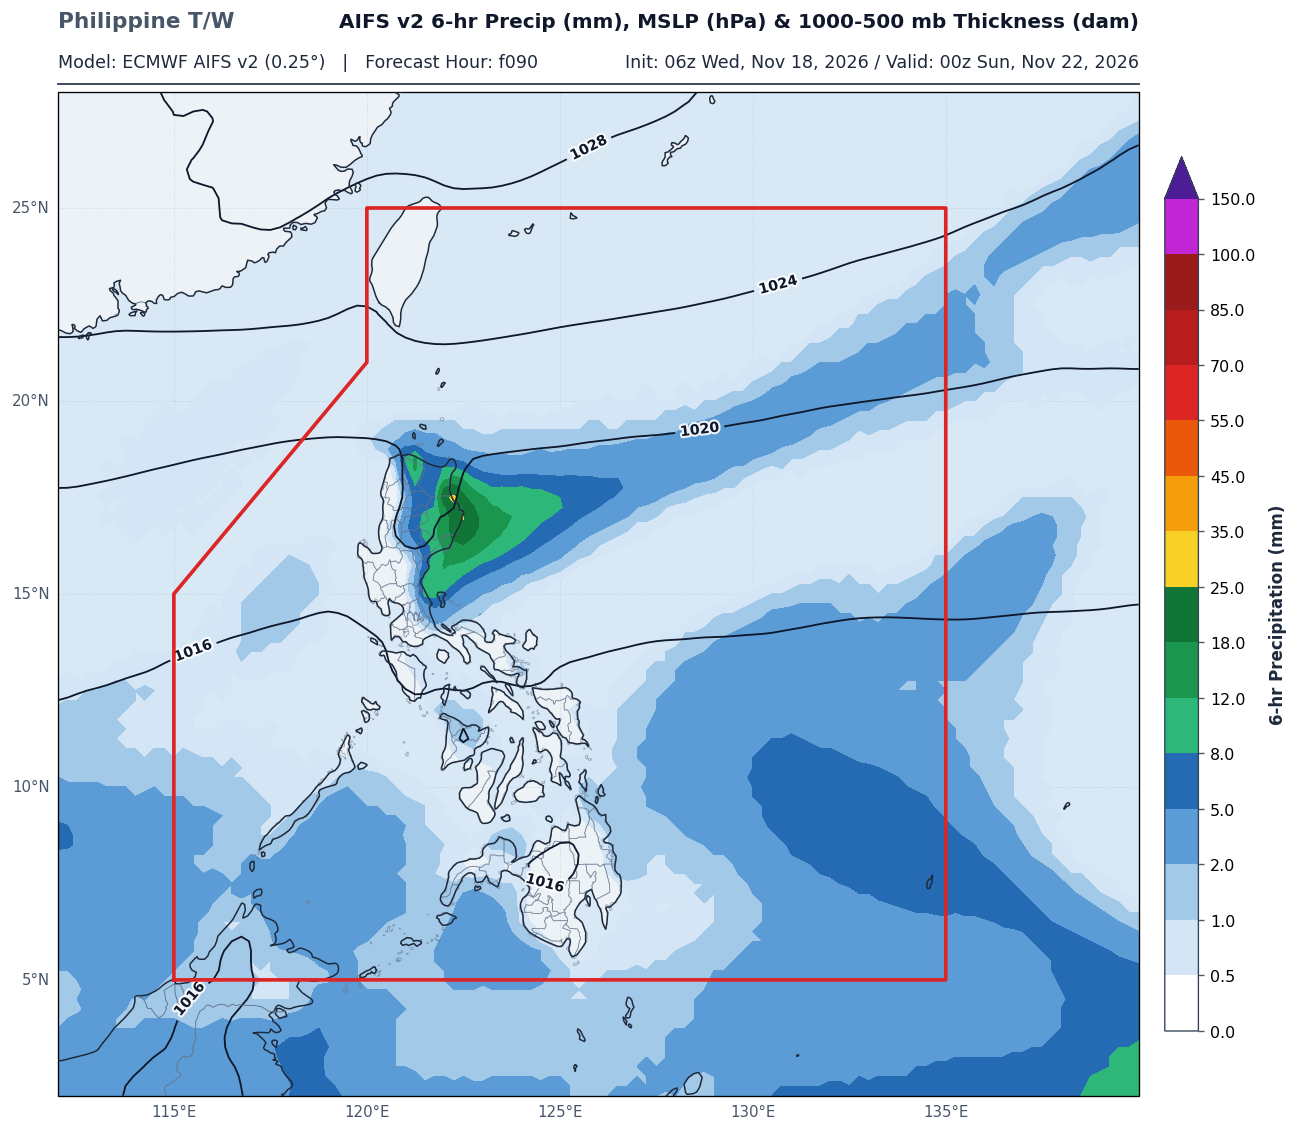 Philippine T/W
AIFS v2 6-hr Precip (mm), MSLP (hPa) & 1000-500 mb Thickness (dam)
Model: ECMWF AIFS v2 (0.25°) | Forecast Hour: f090
Init: 06z Wed, Nov 18, 2026 / Valid: 00z Sun, Nov 22, 2026
1028
25°N
1024
20°N
1020
15°N
1016
10°N
1016
5°N
1016
115°E
120°E
125°E
130°E
135°E
150.0
100.0
85.0
70.0
55.0
45.0
35.0
25.0
18.0
12.0
8.0
5.0
2.0
1.0
0.5
0.0
6-hr Precipitation (mm)